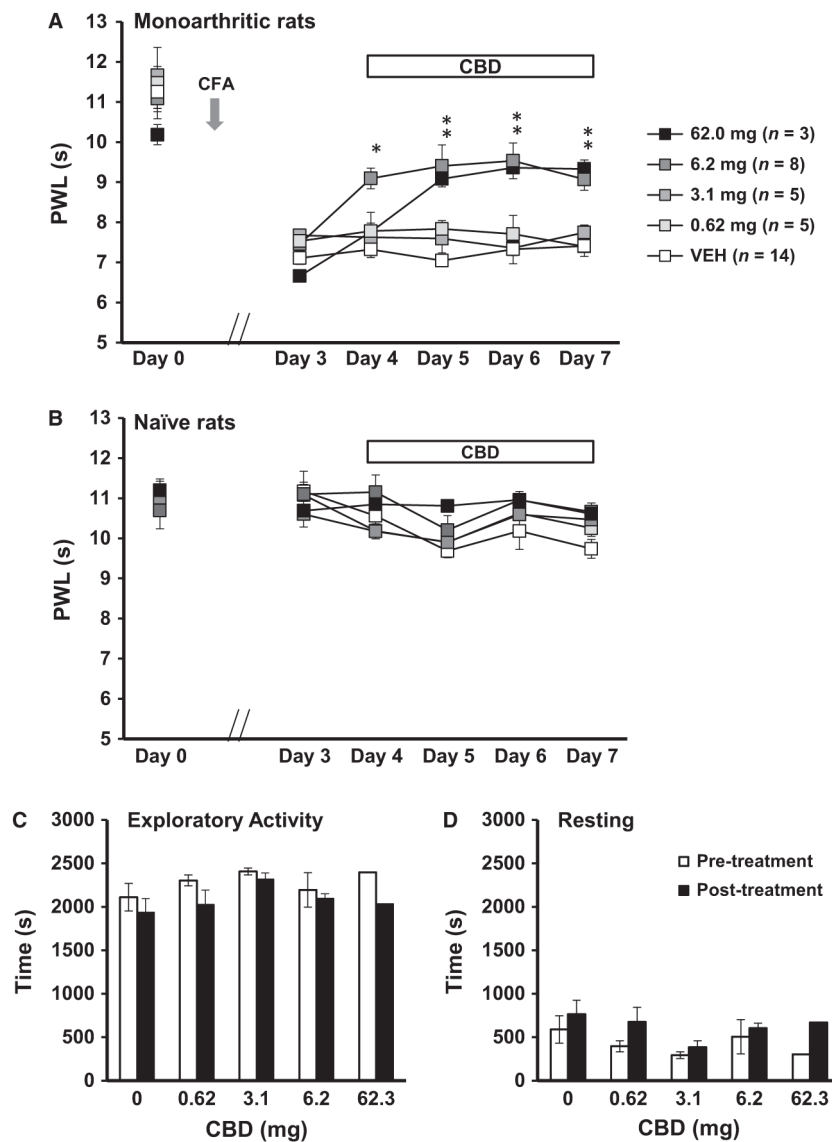 A Monoarthritic rats
13
12
11
10
9
8
7
6
5
PWL (s)
CFA
CBD
*
* * *
* * *
62.0 mg (n = 3)
6.2 mg (n = 8)
3.1 mg (n = 5)
0.62 mg (n = 5)
VEH (n = 14)
Day 0 Day 3 Day 4 Day 5 Day 6 Day 7
B Naïve rats
13
12
11
10
9
8
7
6
5
PWL (s)
CBD
Day 0 Day 3 Day 4 Day 5 Day 6 Day 7
C Exploratory Activity
3000
2500
2000
1500
1000
500
0
Time (s)
0 0.62 3.1 6.2 62.3
CBD (mg)
D Resting
3000
2500
2000
1500
1000
500
0
Time (s)
Pre-treatment
Post-treatment
0 0.62 3.1 6.2 62.3
CBD (mg)